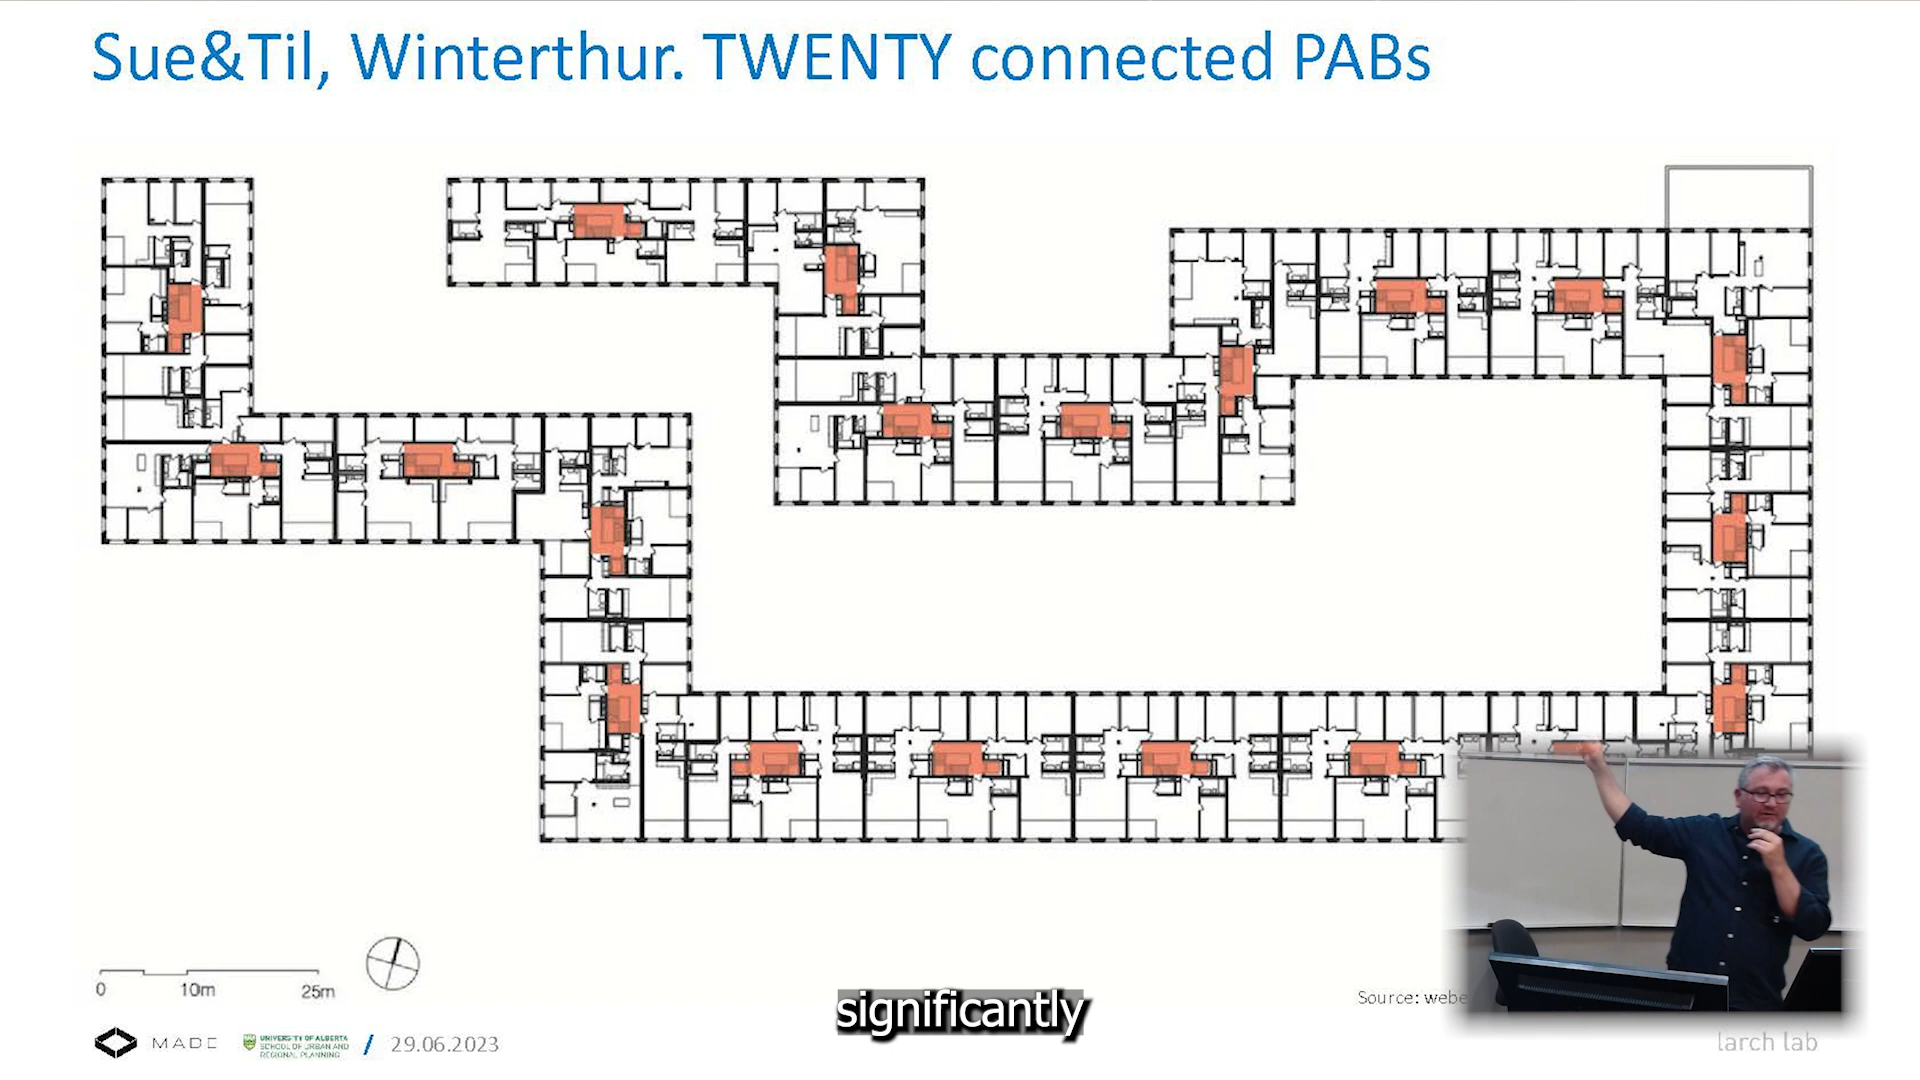 Sue&Til, Winterthur. TWENTY connected PABs
0 10m 25m
Source: webe
significantly
MADE
UNIVERSITY OF ALBERTA
SCHOOL OF URBAN AND
REGIONAL PLANNING
/ 29.06.2023
larch lab